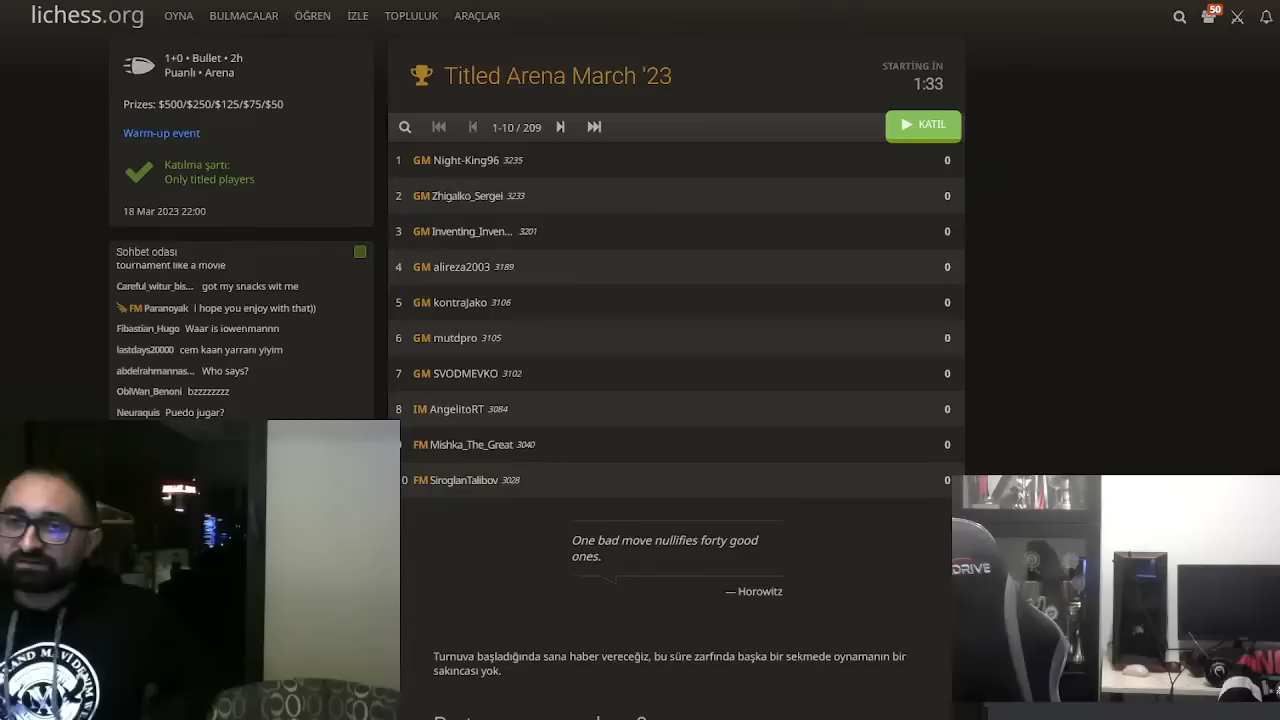 lichess.org OYNA BULMACALAR ÖĞREN İZLE TOPLULUK ARAÇLAR 50
1+0 • Bullet • 2h
Puanlı • Arena
Prizes: $500/$250/$125/$75/$50
Warm-up event
Katılma şartı:
Only titled players
18 Mar 2023 22:00
Sohbet odası
tournament like a movie
Careful_witur_bis... got my snacks wit me
FM Paranoyak I hope you enjoy with that))
Fibastian_Hugo Waar is iowenmannn
lastdays20000 cem kaan yarranı yiyim
abdelrahmannas... Who says?
ObiWan_Benoni bzzzzzzzz
Neuraquis Puedo jugar?
Titled Arena March '23
STARTİNG İN
1:33
1-10 / 209
KATIL
1 GM Night-King96 3235 0
2 GM Zhigalko_Sergei 3233 0
3 GM Inventing_Inven... 3201 0
4 GM alireza2003 3189 0
5 GM kontraJako 3106 0
6 GM mutdpro 3105 0
7 GM SVODMEVKO 3102 0
8 IM AngelitoRT 3084 0
FM Mishka_The_Great 3040 0
0 FM SiroglanTalibov 3028 0
One bad move nullifies forty good
ones.
— Horowitz
Turnuva başladığında sana haber vereceğiz, bu süre zarfında başka bir sekmede oynamanın bir
sakıncası yok.
DRIVE